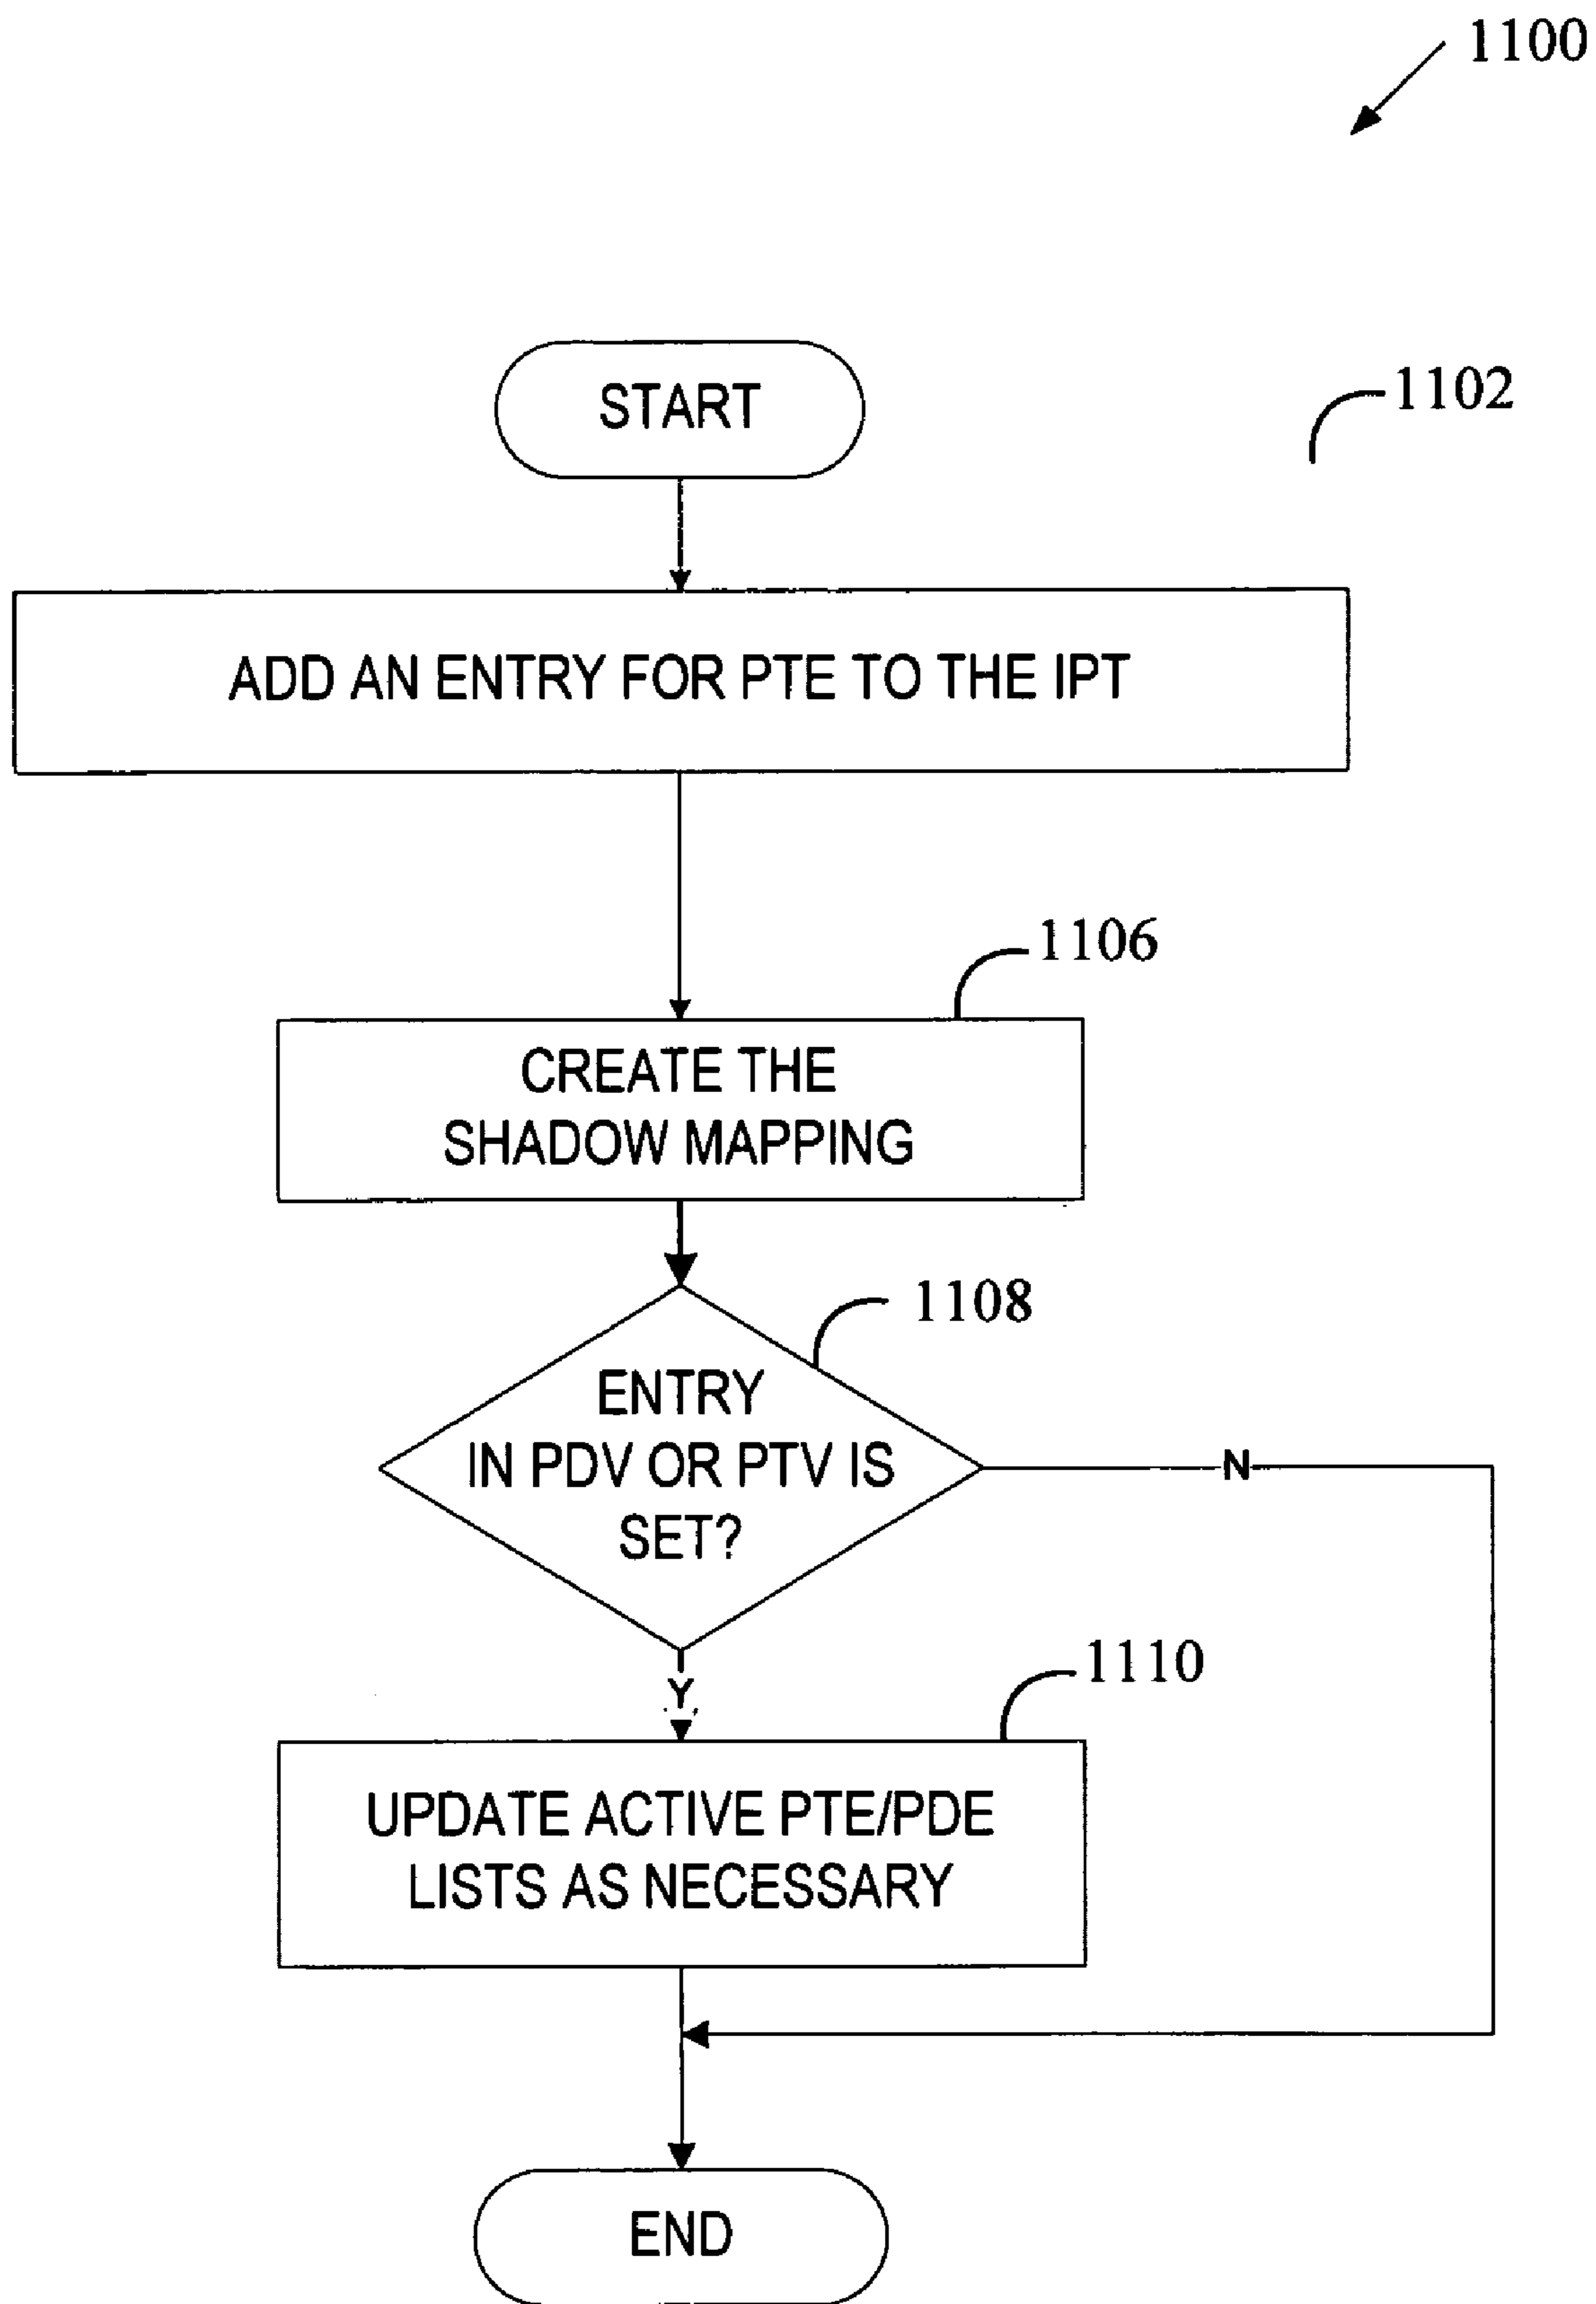 1100
START
1102
ADD AN ENTRY FOR PTE TO THE IPT
1106
CREATE THE
SHADOW MAPPING
1108
ENTRY
IN PDV OR PTV IS
SET?
N
Y
1110
UPDATE ACTIVE PTE/PDE
LISTS AS NECESSARY
END